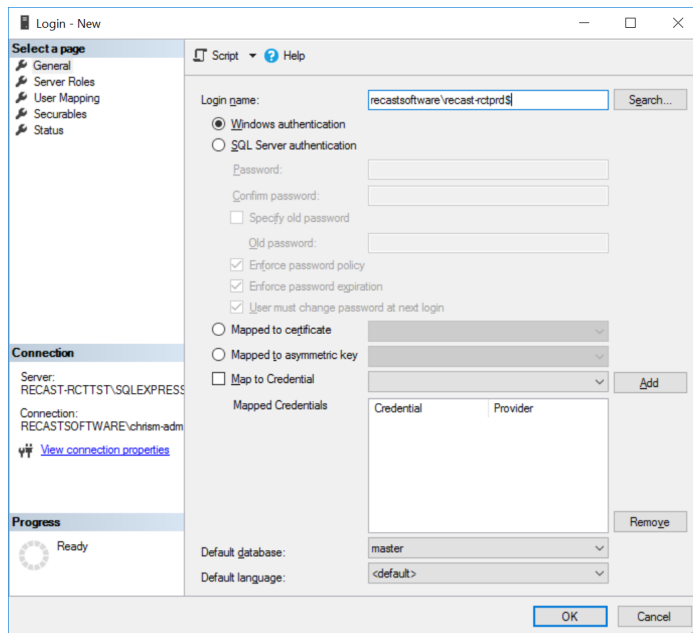 Login - New
Select a page
General
Server Roles
User Mapping
Securables
Status
Script
Help
Login name:
recastsoftware\recast-rctprd$
Search...
Windows authentication
SQL Server authentication
Password:
Confirm password:
Specify old password
Old password:
Enforce password policy
Enforce password expiration
User must change password at next login
Mapped to certificate
Mapped to asymmetric key
Map to Credential
Add
Mapped Credentials
Credential Provider
Remove
Default database:
master
Default language:
<default>
Connection
Server:
RECAST-RCTTST\SQLEXPRESS
Connection:
RECASTSOFTWARE\chrism-adm
View connection properties
Progress
Ready
OK
Cancel